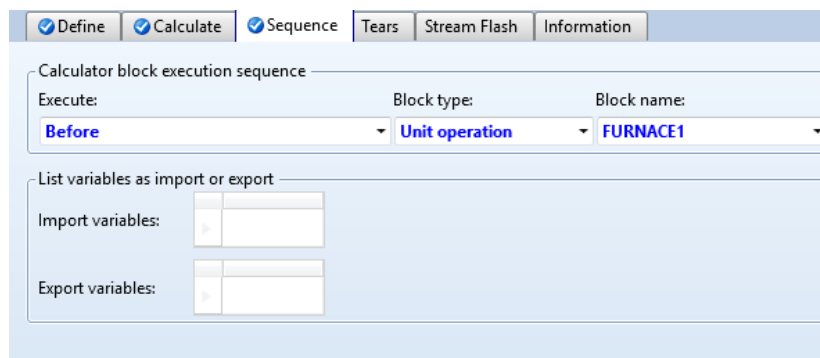 Define Calculate Sequence Tears Stream Flash Information
Calculator block execution sequence
Execute: Block type: Block name:
Before Unit operation FURNACE1
List variables as import or export
Import variables:
Export variables: